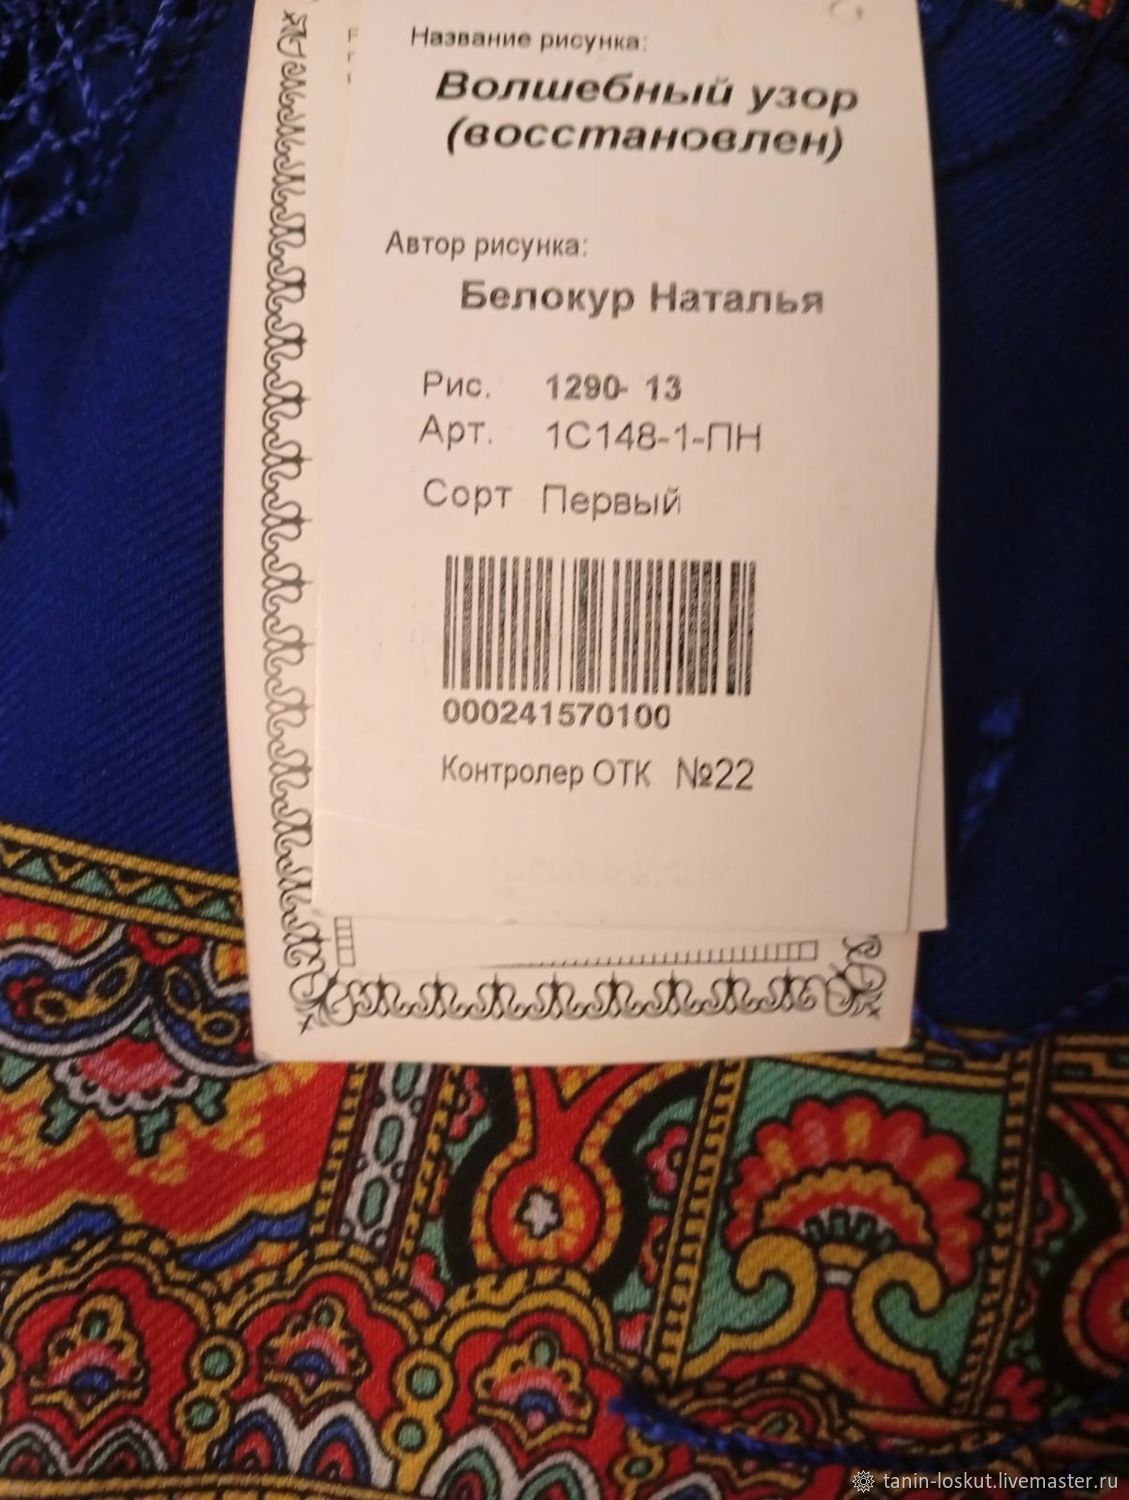 Название рисунка:
Волшебный узор
(восстановлен)
Автор рисунка:
Белокур Наталья
Рис. 1290- 13
Арт. 1С148-1-ПН
Сорт Первый
000241570100
Контролер ОТК №22
tanin-loskut.livemaster.ru